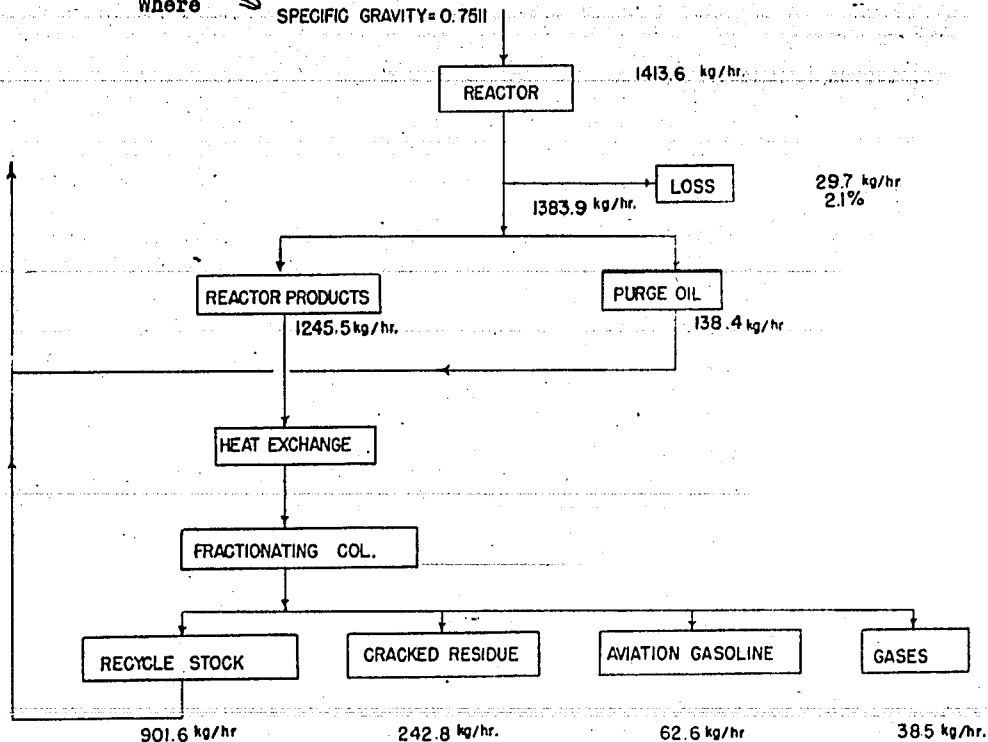 Where
SPECIFIC GRAVITY=0.7511
REACTOR
1413.6 kg/hr.
LOSS
29.7 kg/hr
2.1%
1383.9 kg/hr.
REACTOR PRODUCTS
PURGE OIL
1245.5 kg/hr.
138.4 kg/hr
HEAT EXCHANGE
FRACTIONATING COL.
RECYCLE STOCK
CRACKED RESIDUE
AVIATION GASOLINE
GASES
901.6 kg/hr
242.8 kg/hr.
62.6 kg/hr.
38.5 kg/hr.